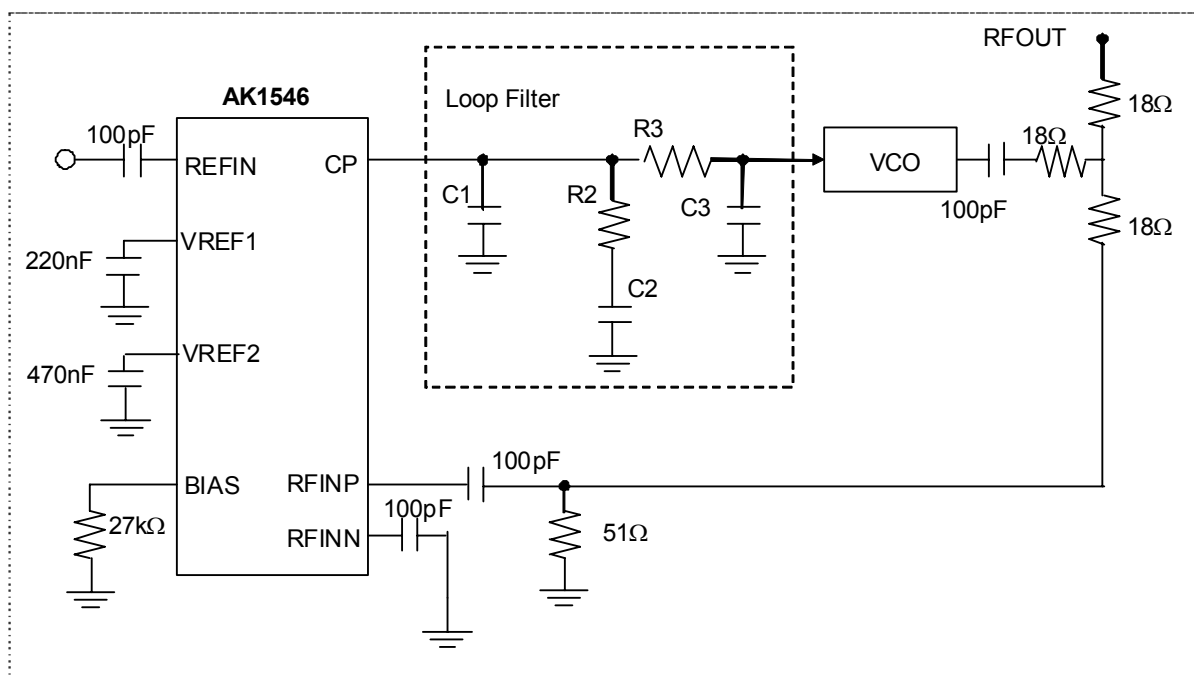 RFOUT
AK1546
Loop Filter
18Ω
100pF
R3
18Ω
REFIN
CP
VCO
C1
R2
C3
100pF
18Ω
VREF1
220nF
C2
VREF2
470nF
100pF
BIAS
RFINP
27kΩ
100pF
51Ω
RFINN